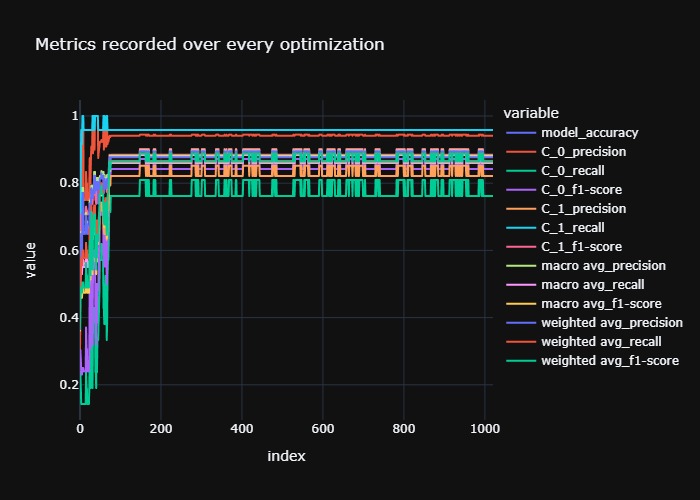 Metrics recorded over every optimization
variable
model_accuracy
C_0_precision
C_0_recall
C_0_f1-score
C_1_precision
C_1_recall
C_1_f1-score
macro avg_precision
macro avg_recall
macro avg_f1-score
weighted avg_precision
weighted avg_recall
weighted avg_f1-score
1
0.8
0.6
0.4
0.2
value
0
200
400
600
800
1000
index